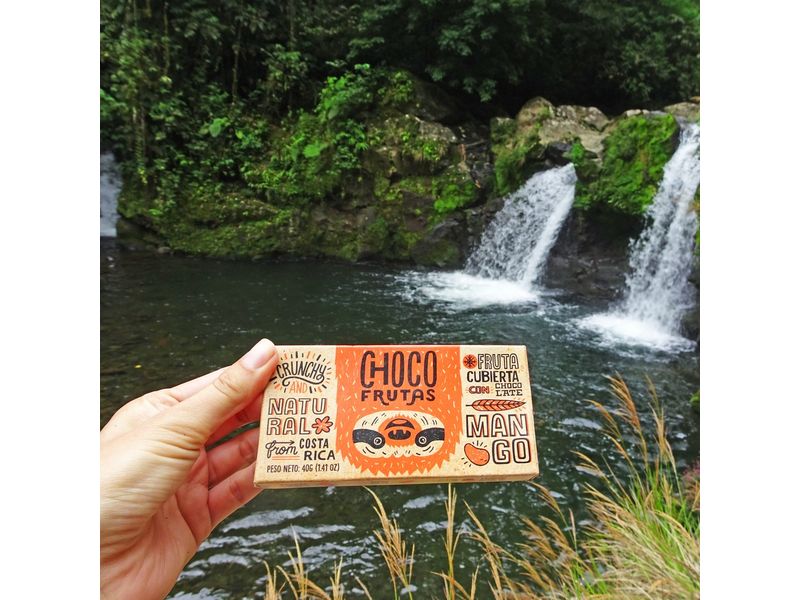 CRUNCHY
AND
NATU
RAL
from COSTA
RICA
PESO NETO: 40G (1.41 OZ)
CHOCO
FRUTAS
FRUTA
CUBIERTA
CON CHOCO
LATE
MAN
GO